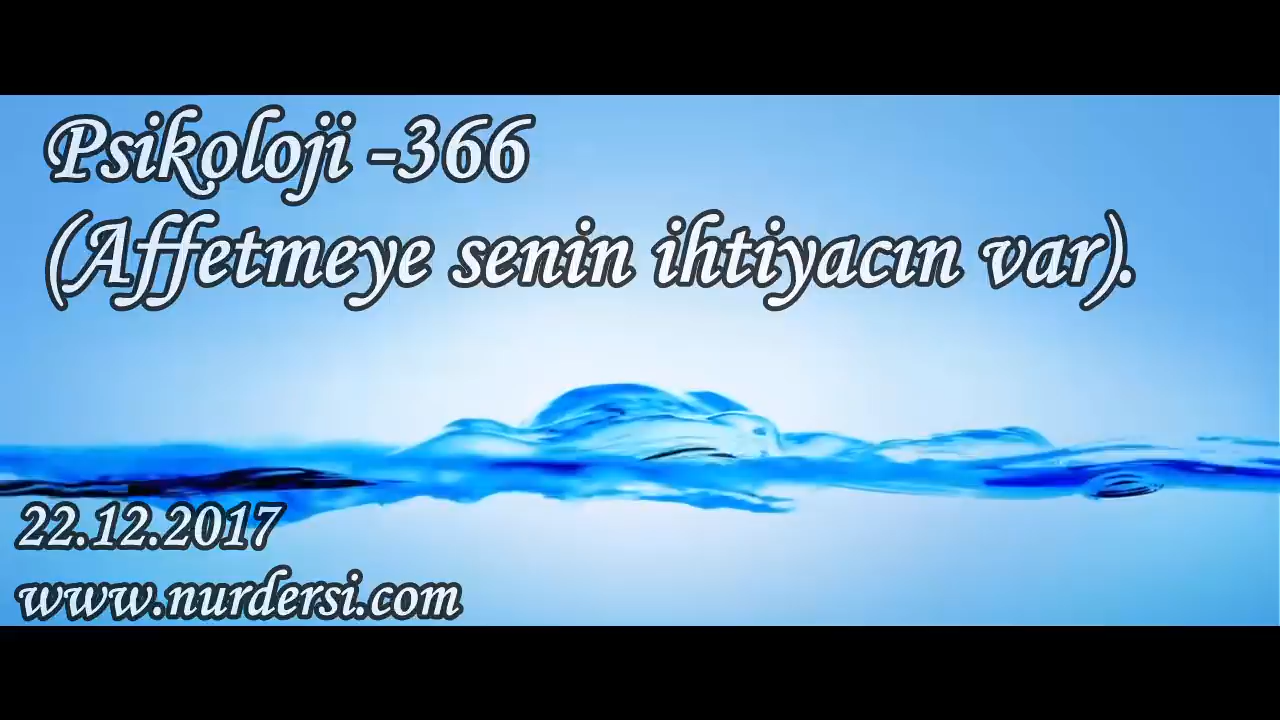 Psikoloji -366
(Affetmeye senin ihtiyacın var).
22.12.2017
www.nurdersi.com